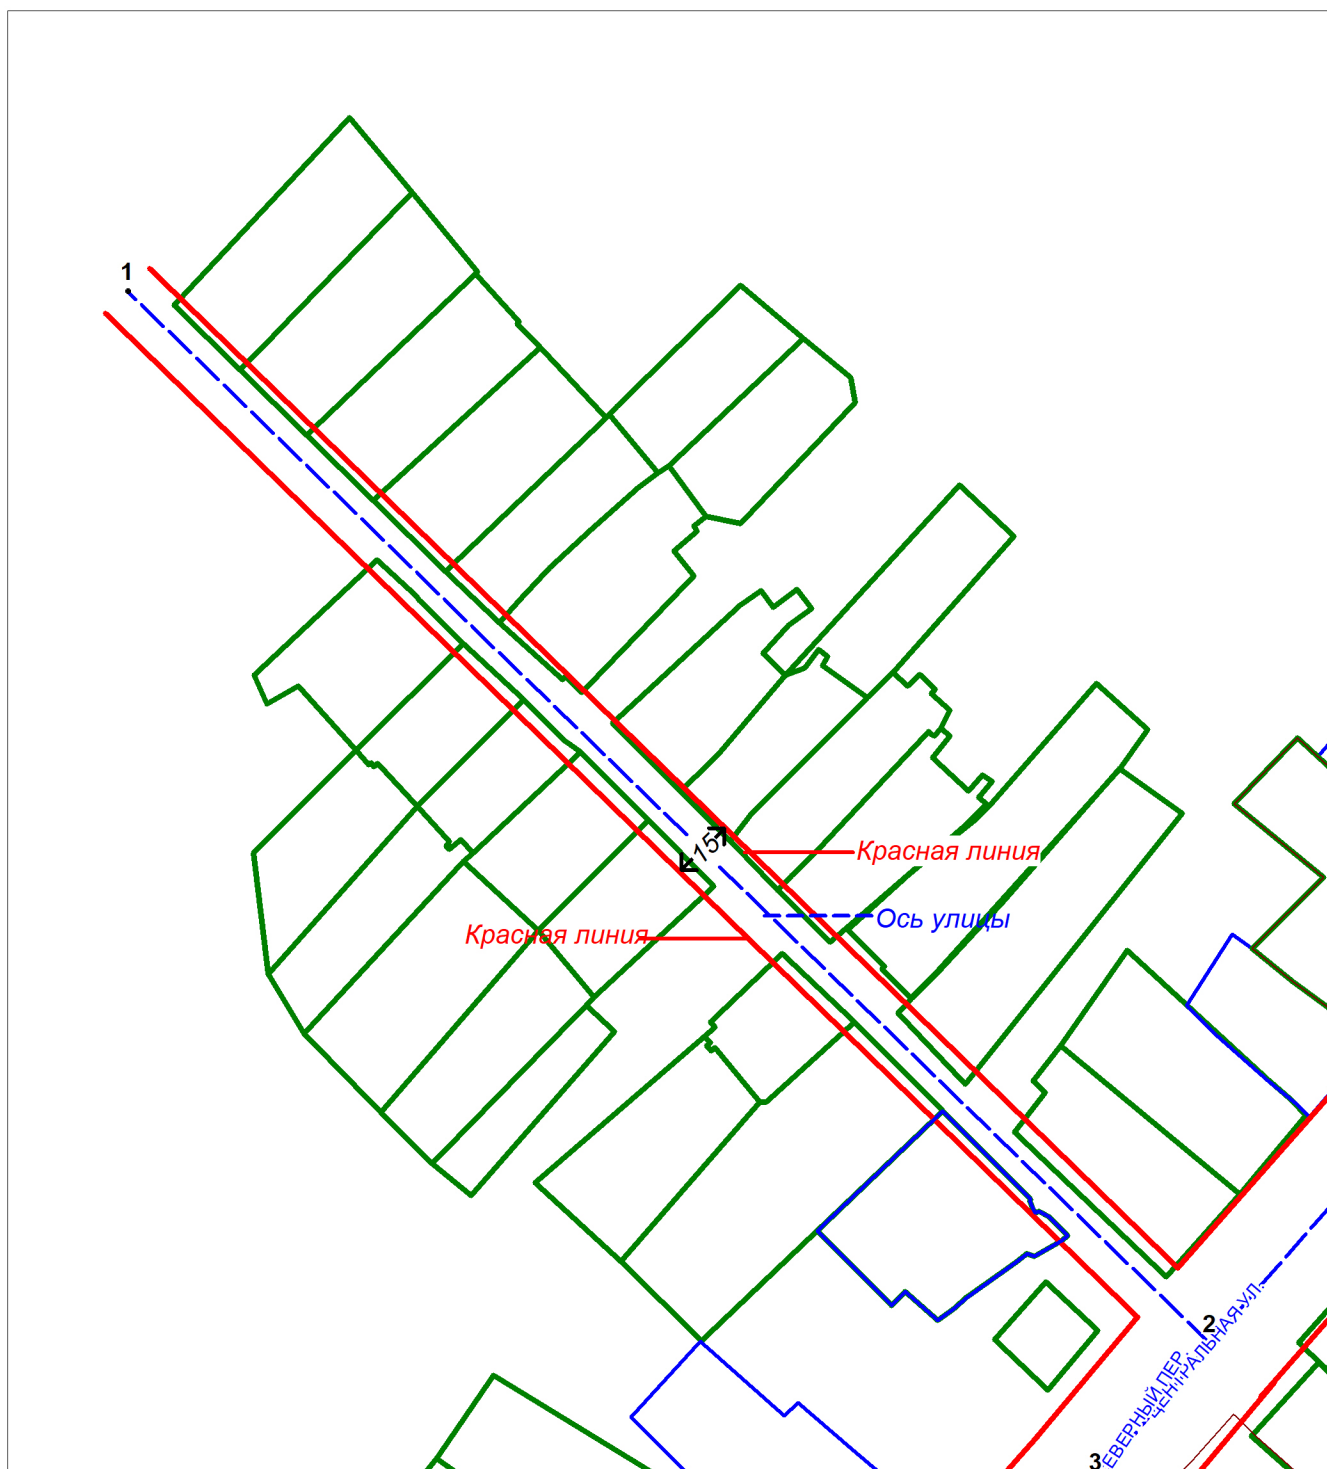 1
15
Красная линия
Красная линия
Ось улицы
2
ЦЕНТРАЛЬНАЯ УЛ.
ЕВЕРНЫЙ ПЕР.
3